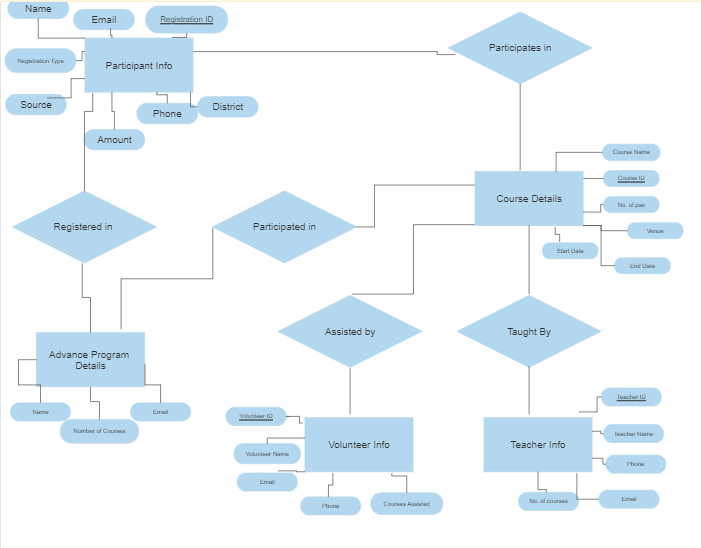 Name
Email
Registration ID
Registration Type
Participant Info
Participates in
Source
Phone
District
Amount
Course Name
Course ID
Course Details
No. of pax
Venue
Start Date
End Date
Registered in
Participated in
Advance Program
Details
Assisted by
Taught By
Name
Email
Number of Courses
Volunteer ID
Volunteer Name
Volunteer Info
Email
Phone
Courses Assisted
Teacher ID
Teacher Name
Teacher Info
Phone
No. of courses
Email